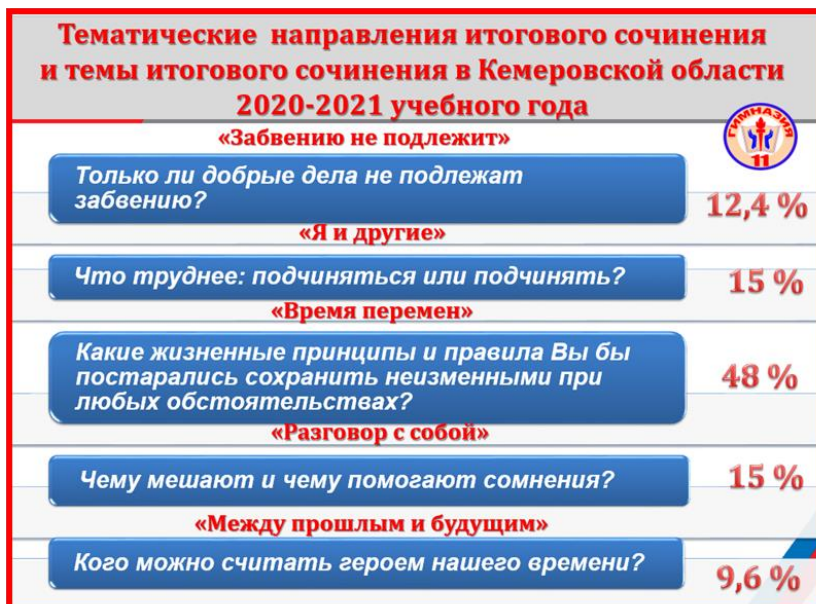 Тематические направления итогового сочинения
и темы итогового сочинения в Кемеровской области
2020-2021 учебного года
ГИМНАЗИЯ
11
«Забвению не подлежит»
Только ли добрые дела не подлежат
забвению?
12,4 %
«Я и другие»
Что труднее: подчиняться или подчинять?
15 %
«Время перемен»
Какие жизненные принципы и правила Вы бы
постарались сохранить неизменными при
любых обстоятельствах?
48 %
«Разговор с собой»
Чему мешают и чему помогают сомнения?
15 %
«Между прошлым и будущим»
Кого можно считать героем нашего времени?
9,6 %